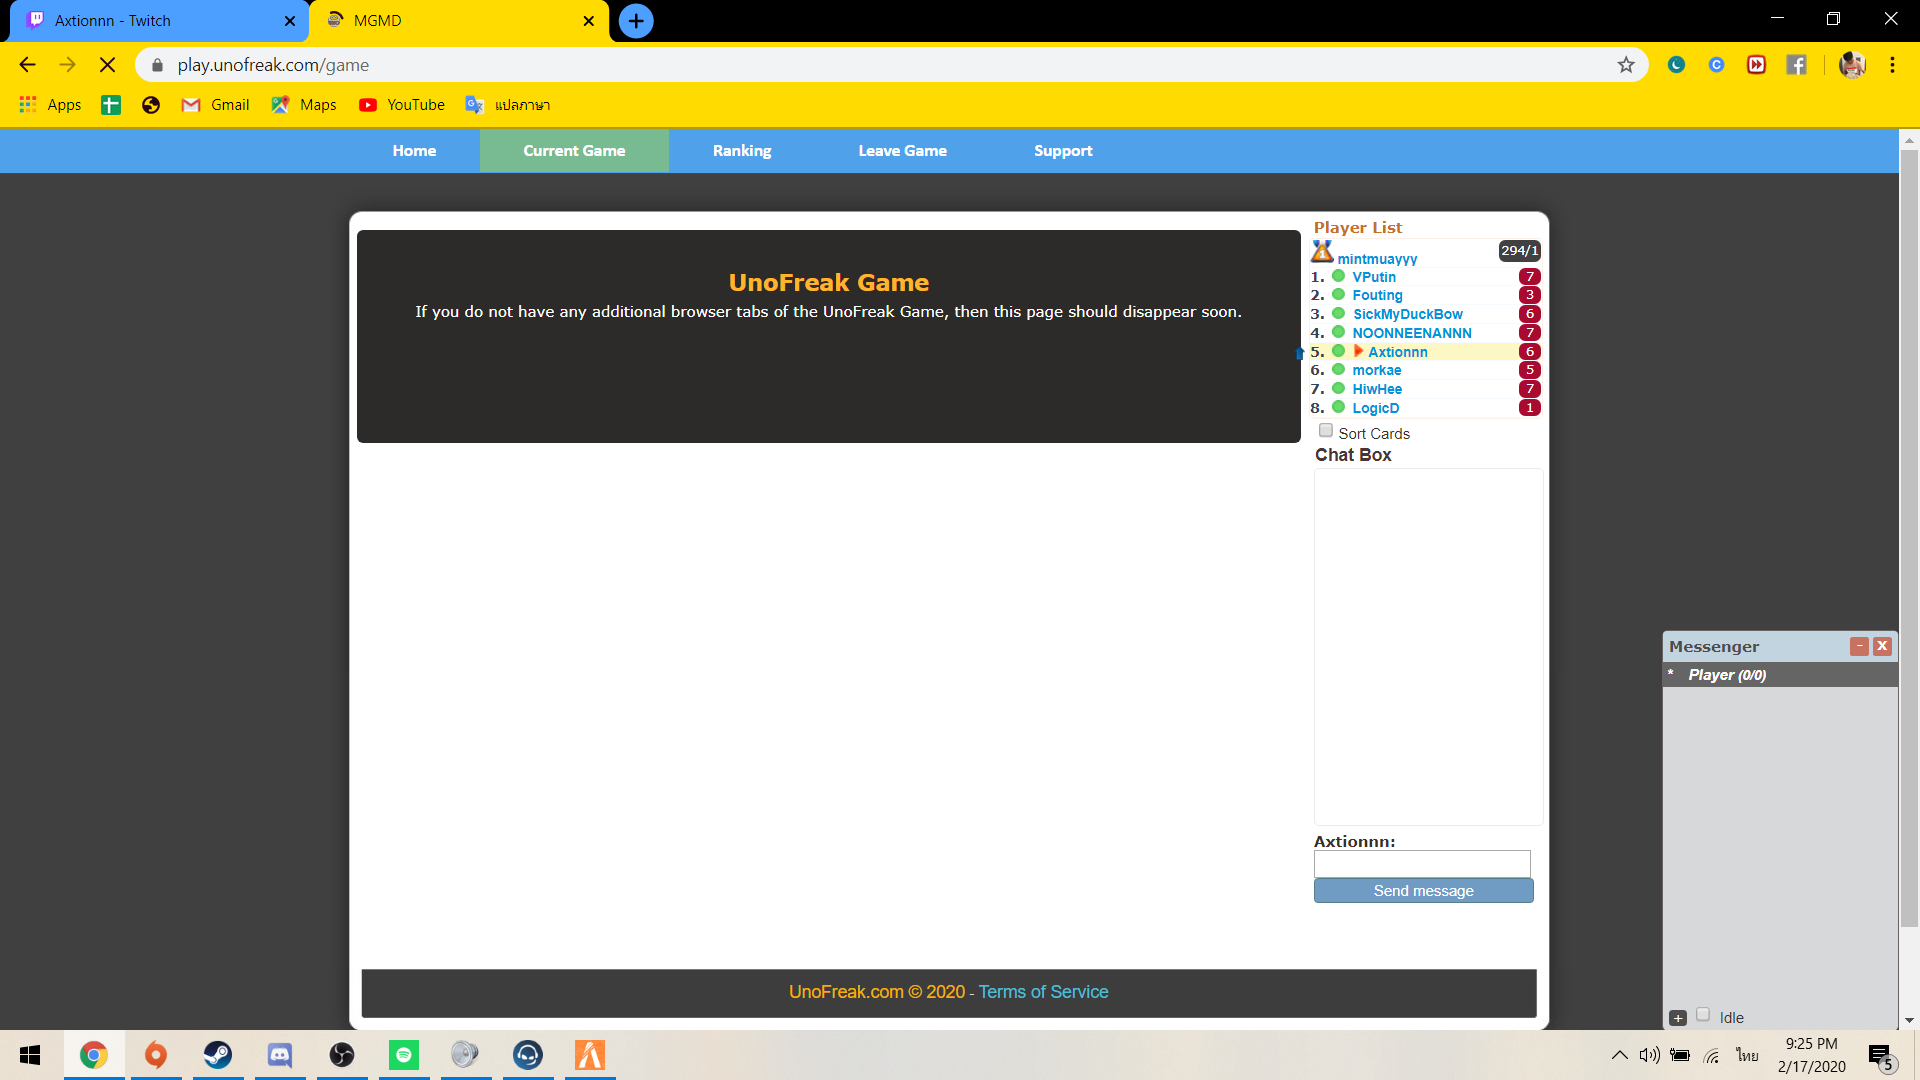 Axtionnn - Twitch
MGMD
play.unofreak.com/game
Apps
Gmail
Maps
YouTube
แปลภาษา
Home
Current Game
Ranking
Leave Game
Support
UnoFreak Game
If you do not have any additional browser tabs of the UnoFreak Game, then this page should disappear soon.
Player List
mintmuayyy 294/1
1. VPutin 7
2. Fouting 3
3. SickMyDuckBow 6
4. NOONNEENANNN 7
5. Axtionnn 6
6. morkae 5
7. HiwHee 7
8. LogicD 1
Sort Cards
Chat Box
Axtionnn:
Send message
Messenger
- X
* Player (0/0)
+ Idle
UnoFreak.com © 2020 - Terms of Service
ไทย
9:25 PM
2/17/2020
5